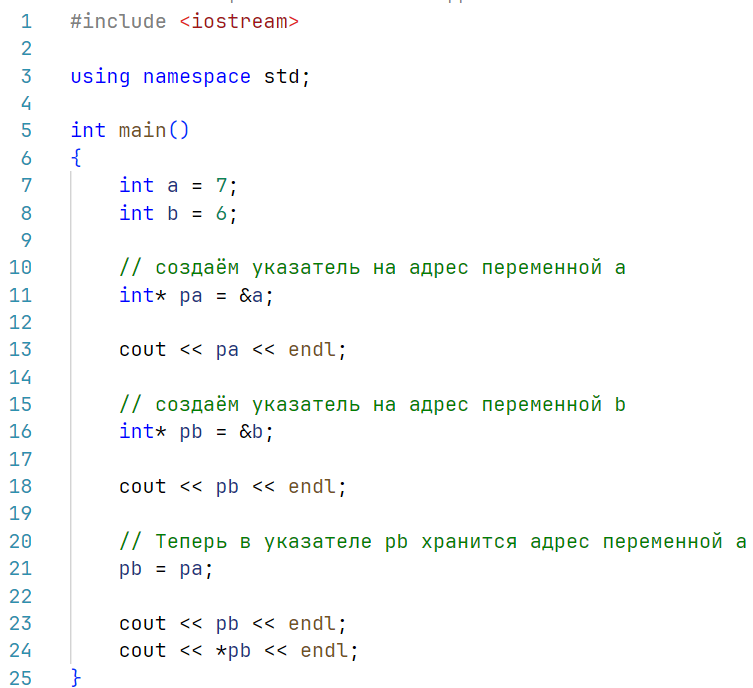 1 #include <iostream>
2
3 using namespace std;
4
5 int main()
6 {
7 int a = 7;
8 int b = 6;
9
10 // создаём указатель на адрес переменной a
11 int* pa = &a;
12
13 cout << pa << endl;
14
15 // создаём указатель на адрес переменной b
16 int* pb = &b;
17
18 cout << pb << endl;
19
20 // Теперь в указателе pb хранится адрес переменной a
21 pb = pa;
22
23 cout << pb << endl;
24 cout << *pb << endl;
25 }